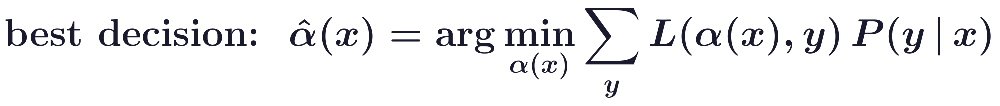 best decision: α̂(x) = arg min_{α(x)} ∑_y L(α(x), y) P(y | x)